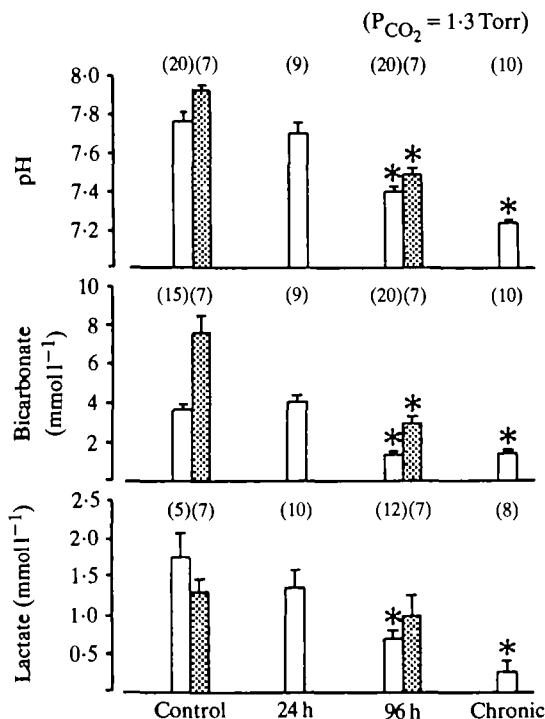 (P_CO₂ = 1·3 Torr)
(20)(7) (9) (20)(7) (10)
8·0
7·8
7·6
7·4
7·2
pH
* * *
(15)(7) (9) (20)(7) (10)
10
8
6
4
2
Bicarbonate
(mmol l⁻¹)
* * *
(5)(7) (10) (12)(7) (8)
2·5
2·0
1·5
1·0
0·5
Lactate (mmol l⁻¹)
* *
Control 24 h 96 h Chronic